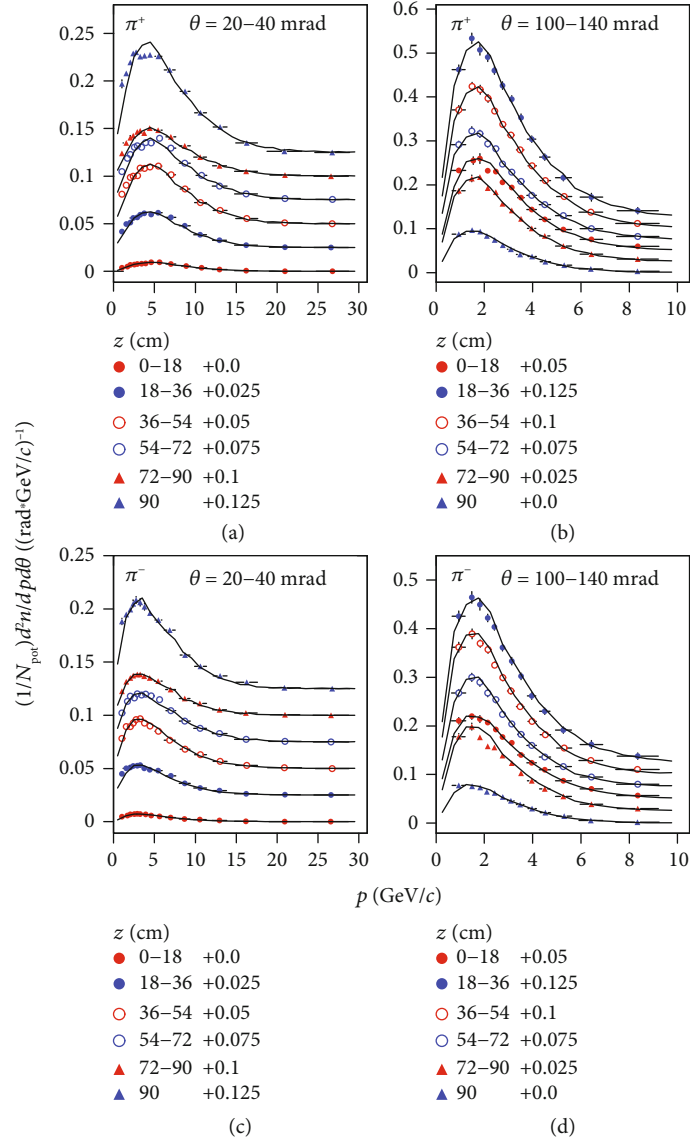 π⁺ θ = 20–40 mrad
0.25
0.2
0.15
0.1
0.05
0
0 5 10 15 20 25 30
π⁺ θ = 100–140 mrad
0.6
0.5
0.4
0.3
0.2
0.1
0
0 2 4 6 8 10
z (cm)
0–18 +0.0
18–36 +0.025
36–54 +0.05
54–72 +0.075
72–90 +0.1
90 +0.125
(a)
z (cm)
0–18 +0.05
18–36 +0.125
36–54 +0.1
54–72 +0.075
72–90 +0.025
90 +0.0
(b)
(1/N_pot)d²n/dpdθ ((rad*GeV/c)⁻¹)
π⁻ θ = 20–40 mrad
0.25
0.2
0.15
0.1
0.05
0
0 5 10 15 20 25 30
π⁻ θ = 100–140 mrad
0.5
0.4
0.3
0.2
0.1
0
0 2 4 6 8 10
p (GeV/c)
z (cm)
0–18 +0.0
18–36 +0.025
36–54 +0.05
54–72 +0.075
72–90 +0.1
90 +0.125
(c)
z (cm)
0–18 +0.05
18–36 +0.125
36–54 +0.1
54–72 +0.075
72–90 +0.025
90 +0.0
(d)